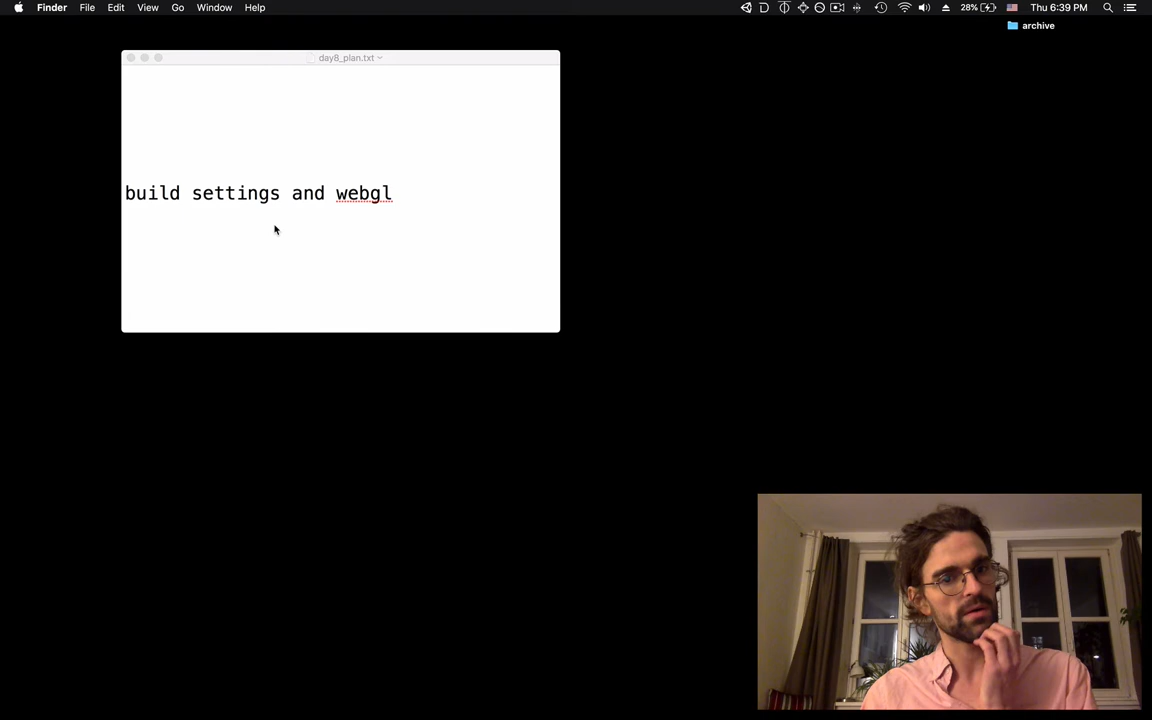 Finder File Edit View Go Window Help 28% Thu 6:39 PM
archive
day8_plan.txt
build settings and webgl